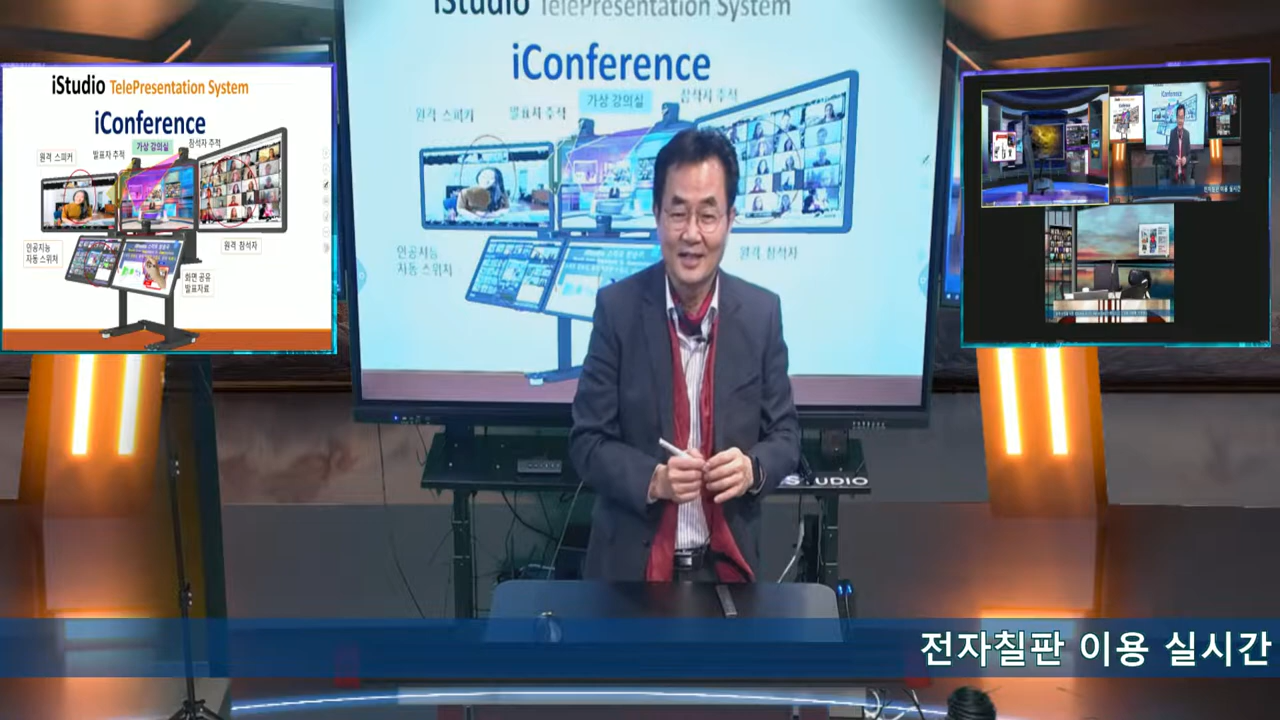 iStudio TelePresentation System
iConference
원격 스피커
발표자 추적
가상 강의실
참석자 추적
인공지능
자동 스위처
원격 참석자
화면 공유
발표자료
iStudio TelePresentation System
iConference
원격 스피커
발표자 추적
가상 강의실
참석자 추적
인공지능
자동 스위처
원격 참석자
STUDIO
전자칠판 이용 실시간